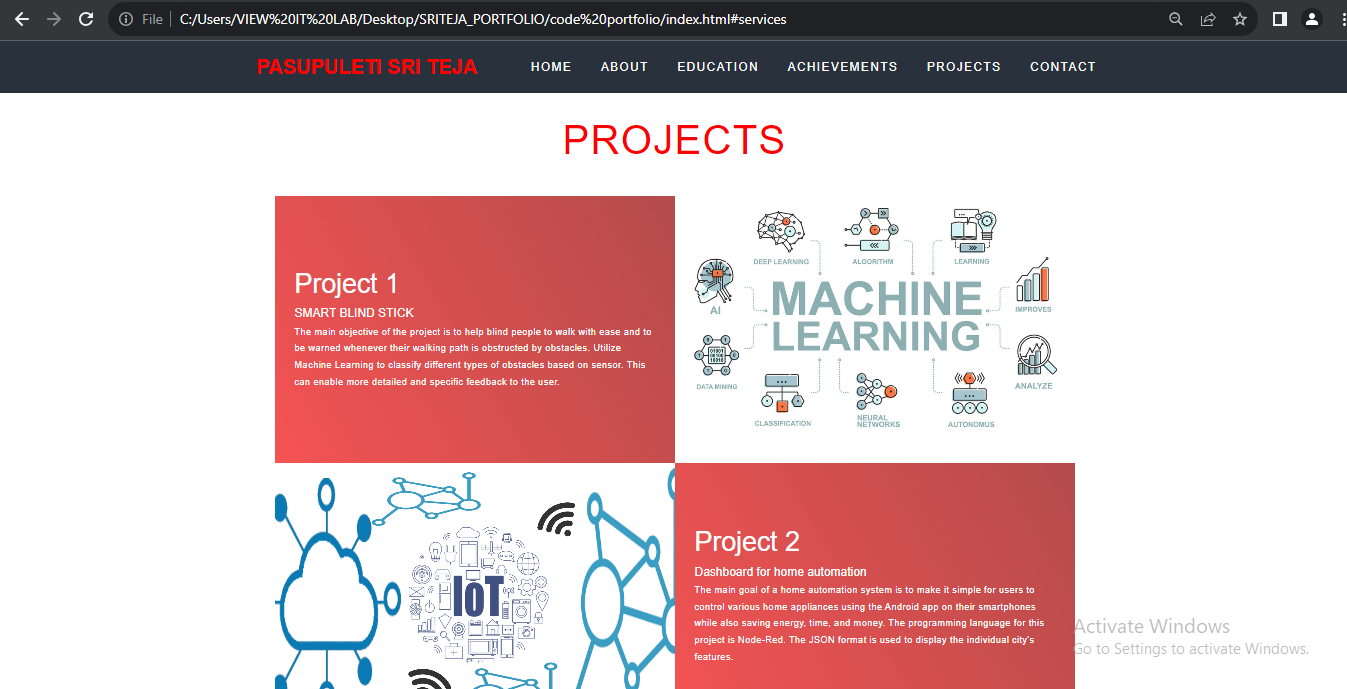 File
C:/Users/VIEW%20IT%20LAB/Desktop/SRITEJA_PORTFOLIO/code%20portfolio/index.html#services
PASUPULETI SRI TEJA
HOME
ABOUT
EDUCATION
ACHIEVEMENTS
PROJECTS
CONTACT
PROJECTS
Project 1
SMART BLIND STICK
The main objective of the project is to help blind people to walk with ease and to
be warned whenever their walking path is obstructed by obstacles. Utilize
Machine Learning to classify different types of obstacles based on sensor. This
can enable more detailed and specific feedback to the user.
DEEP LEARNING
ALGORITHM
LEARNING
AI
MACHINE
LEARNING
IMPROVES
01001
00100
10010
DATA MINING
ANALYZE
CLASSIFICATION
NEURAL
NETWORKS
AUTONOMUS
IoT
Project 2
Dashboard for home automation
The main goal of a home automation system is to make it simple for users to
control various home appliances using the Android app on their smartphones
while also saving energy, time, and money. The programming language for this
project is Node-Red. The JSON format is used to display the individual city's
features.
Activate Windows
Go to Settings to activate Windows.